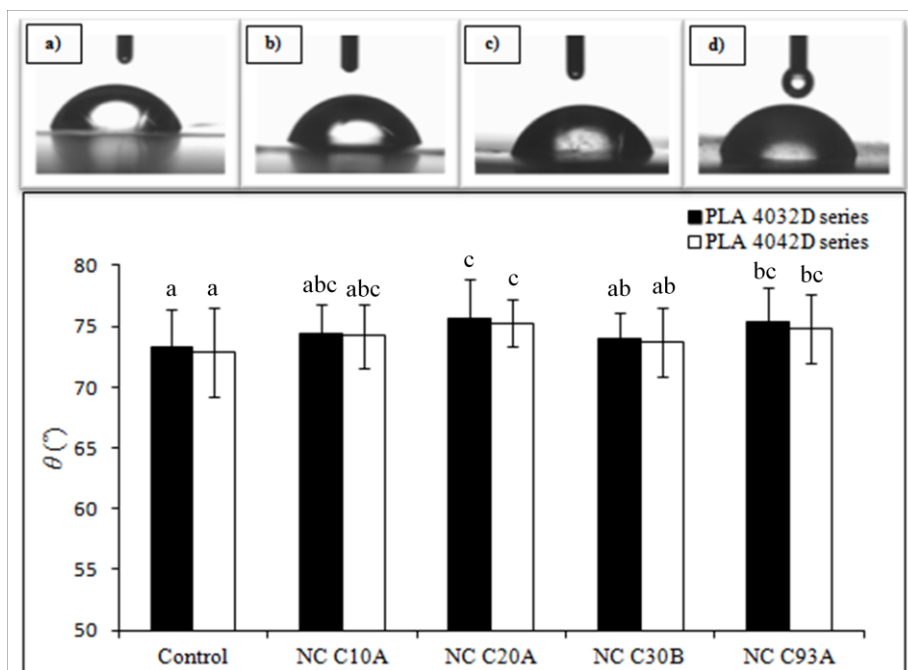 a)
b)
c)
d)
PLA 4032D series
PLA 4042D series
80
75
70
65
60
55
50
θ (°)
a a abc abc c c ab ab bc bc
Control NC C10A NC C20A NC C30B NC C93A